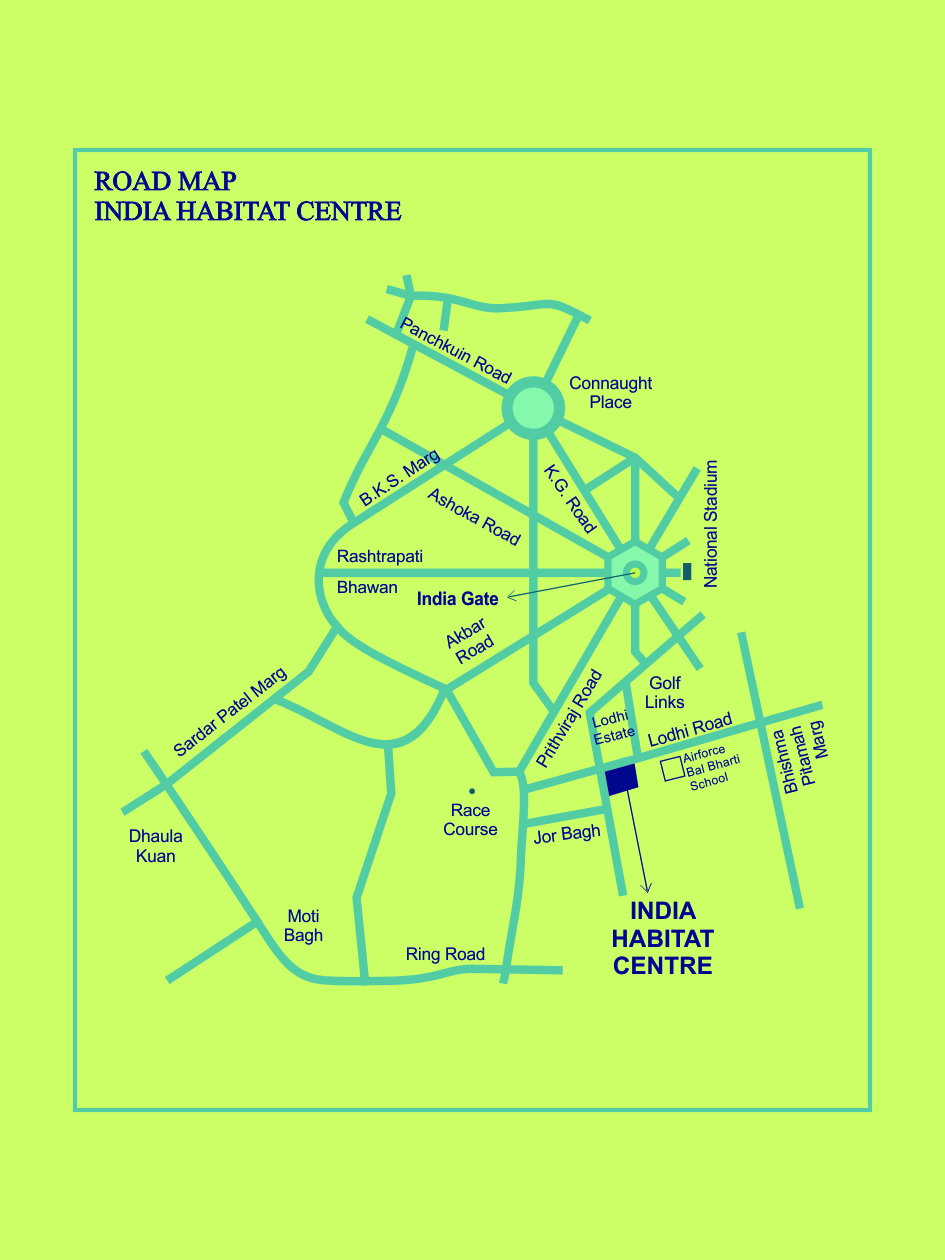 ROAD MAP
INDIA HABITAT CENTRE
Panchkuin Road
Connaught
Place
B.K.S. Marg
Ashoka Road
K.G. Road
National Stadium
Rashtrapati
Bhawan
India Gate
Akbar
Road
Sardar Patel Marg
Prithviraj Road
Golf
Links
Lodhi
Estate
Lodhi Road
Airforce
Bal Bharti
School
Bhishma
Pitamah
Marg
Race
Course
Jor Bagh
Dhaula
Kuan
Moti
Bagh
Ring Road
INDIA
HABITAT
CENTRE